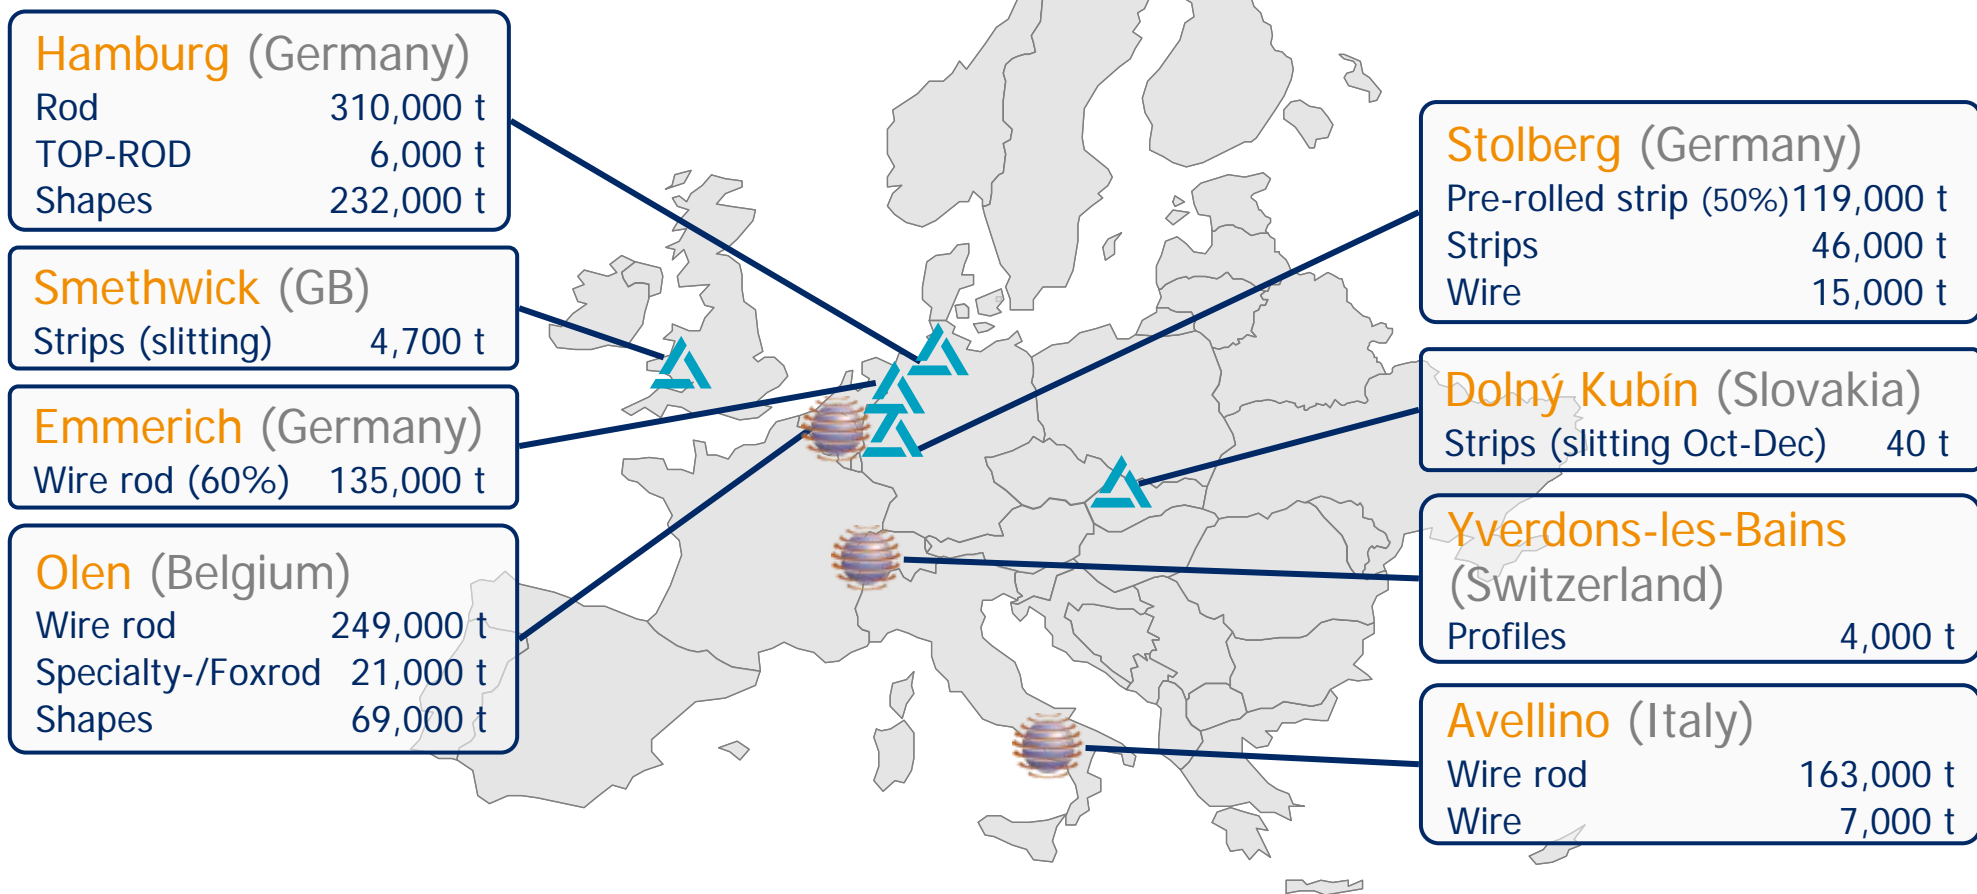 Hamburg (Germany)
Rod 310,000 t
TOP-ROD 6,000 t
Shapes 232,000 t
Smethwick (GB)
Strips (slitting) 4,700 t
Emmerich (Germany)
Wire rod (60%) 135,000 t
Olen (Belgium)
Wire rod 249,000 t
Specialty-/Foxrod 21,000 t
Shapes 69,000 t
Stolberg (Germany)
Pre-rolled strip (50%) 119,000 t
Strips 46,000 t
Wire 15,000 t
Dolný Kubín (Slovakia)
Strips (slitting Oct-Dec) 40 t
Yverdons-les-Bains
(Switzerland)
Profiles 4,000 t
Avellino (Italy)
Wire rod 163,000 t
Wire 7,000 t